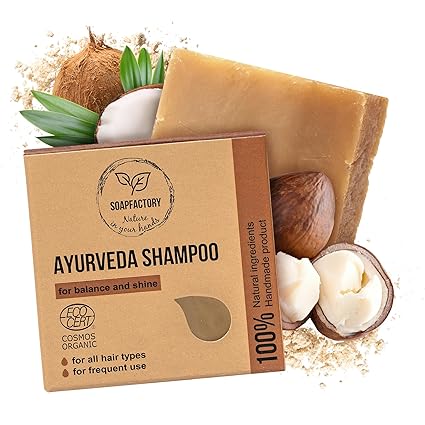 SOAPFACTORY
Nature
in your hands
AYURVEDA SHAMPOO
for balance and shine
ECO
CERT
COSMOS
ORGANIC
for all hair types
for frequent use
100% Natural ingredients
Handmade product